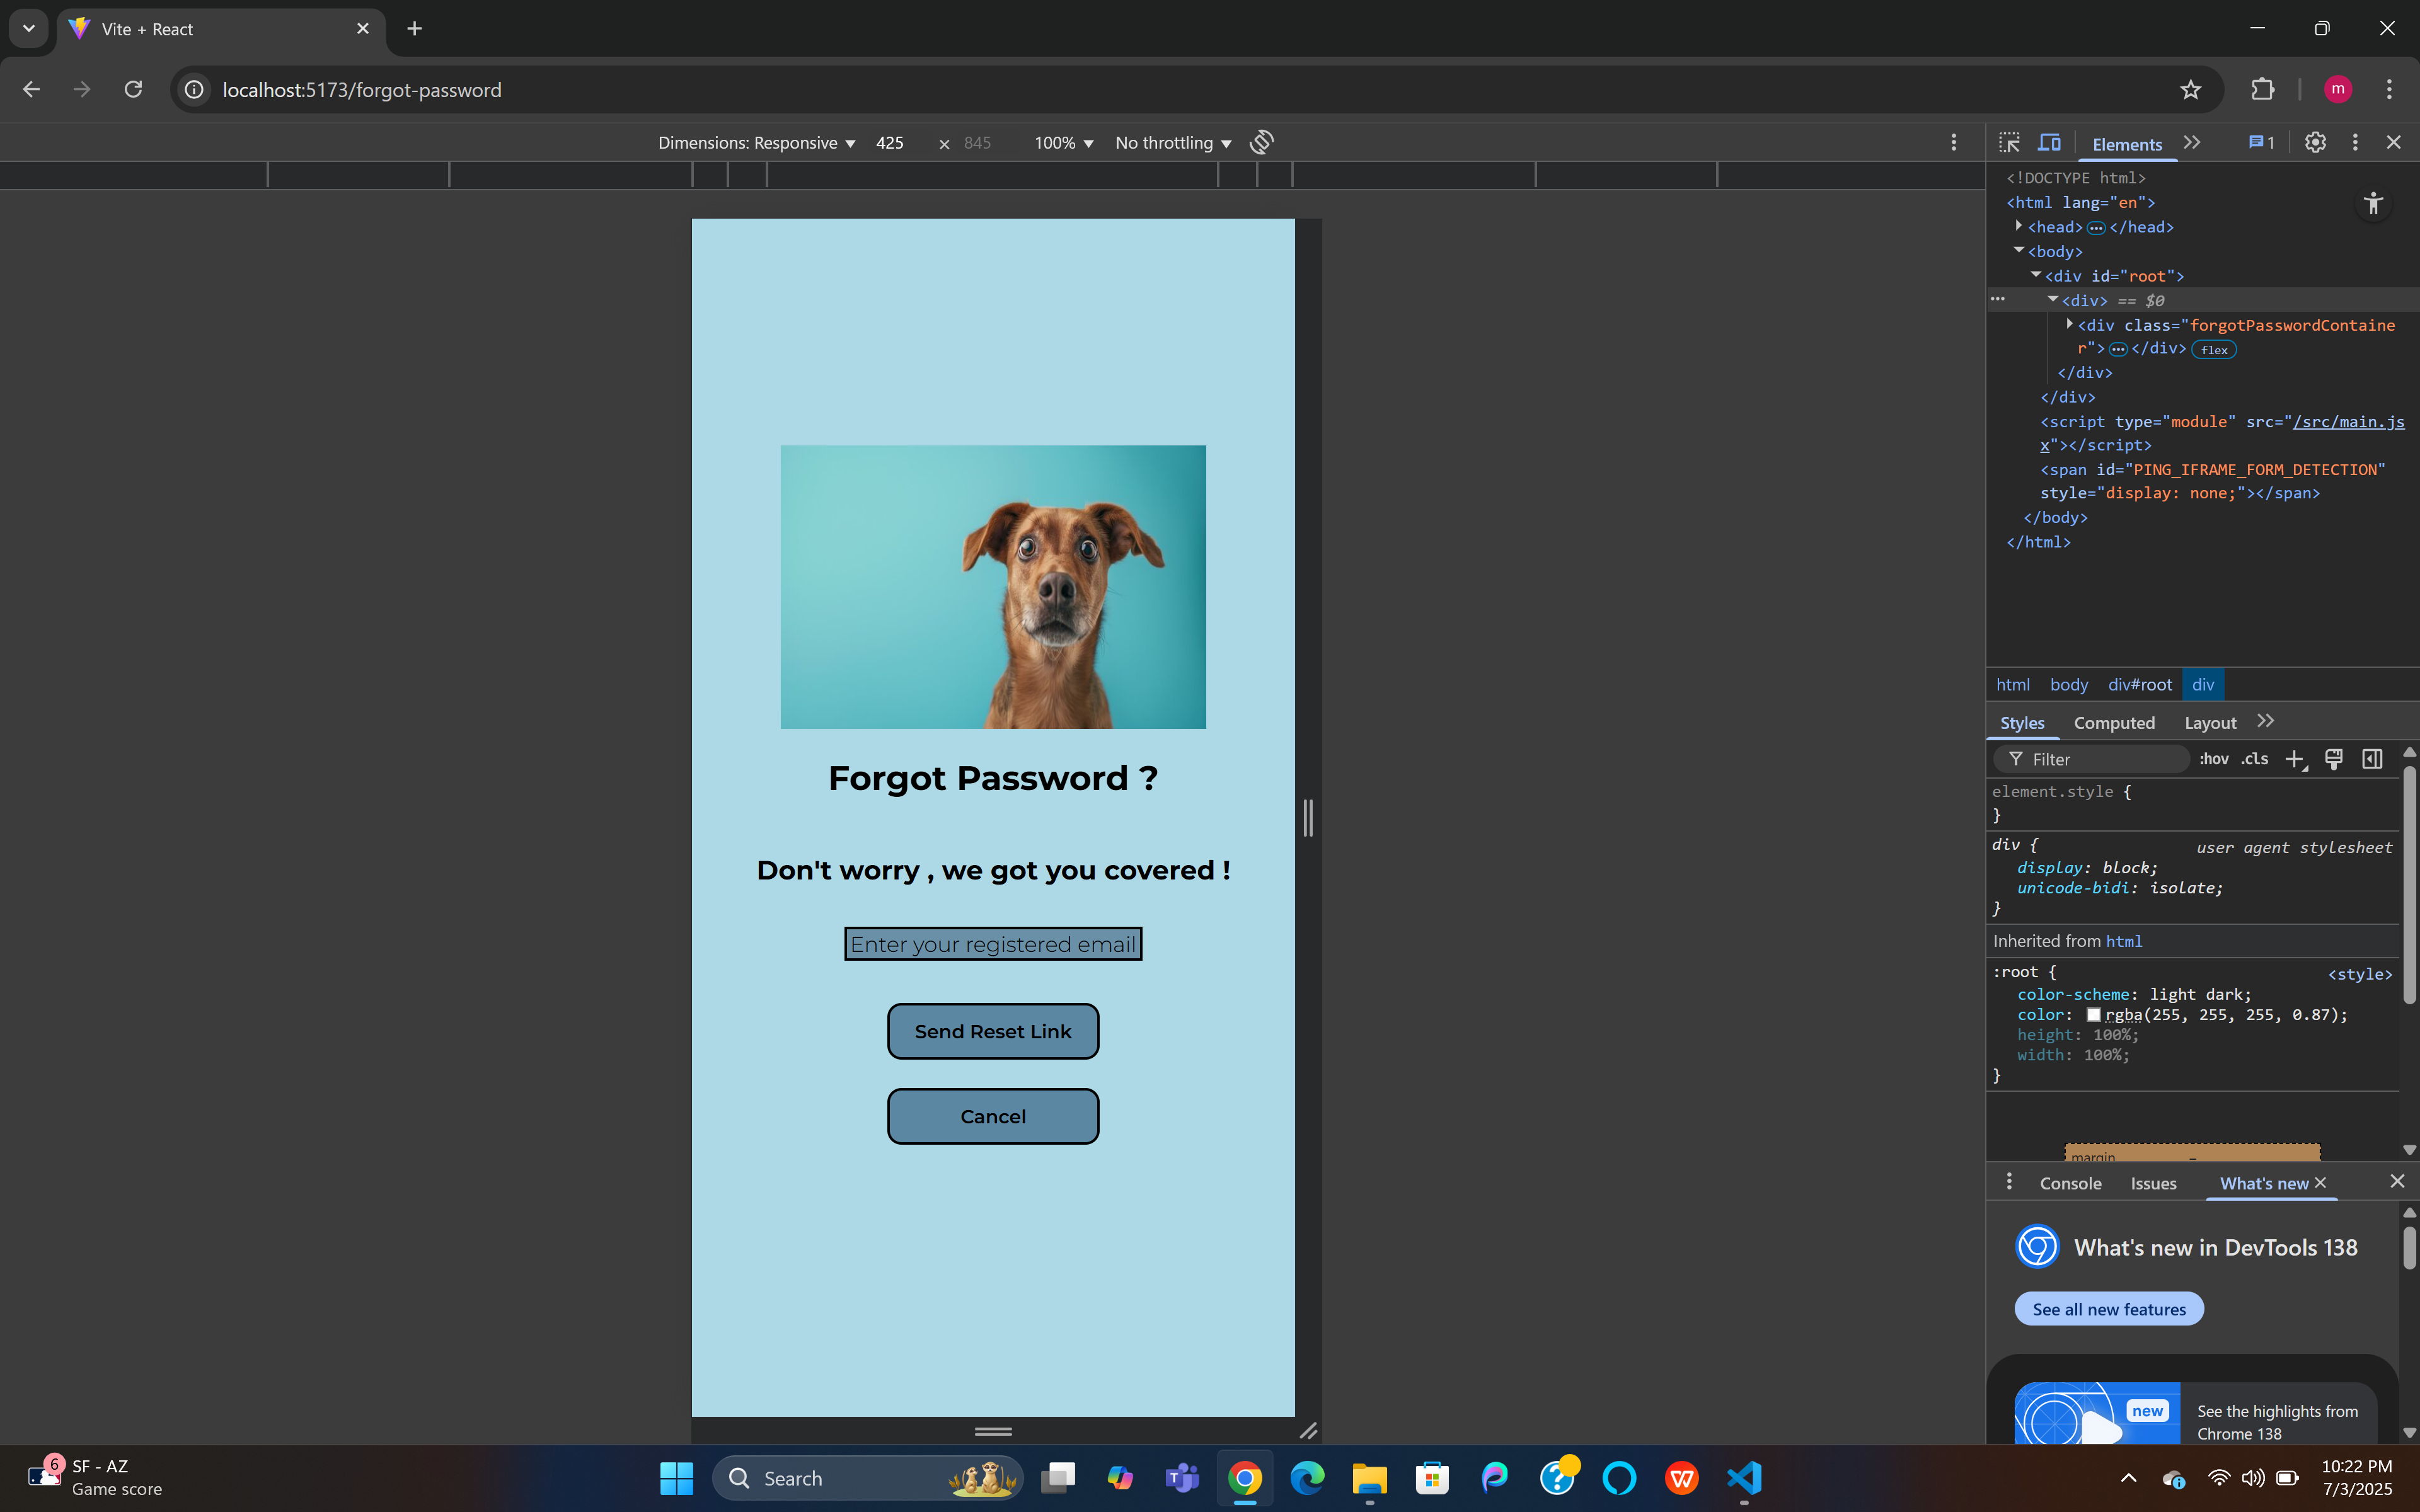 Vite + React
localhost:5173/forgot-password
m
Dimensions: Responsive 425 × 845 100% No throttling
Elements 1
<!DOCTYPE html>
<html lang="en">
<head> ••• </head>
<body>
<div id="root">
••• <div> == $0
<div class="forgotPasswordContaine
r"> ••• </div> flex
</div>
</div>
<script type="module" src="/src/main.js
x"></script>
<span id="PING_IFRAME_FORM_DETECTION"
style="display: none;"></span>
</body>
</html>
html body div#root div
Styles Computed Layout
Filter :hov .cls
element.style {
}
div { user agent stylesheet
display: block;
unicode-bidi: isolate;
}
Inherited from html
:root { <style>
color-scheme: light dark;
color: rgba(255, 255, 255, 0.87);
height: 100%;
width: 100%;
}
margin –
Console Issues What's new
What's new in DevTools 138
See all new features
new
See the highlights from
Chrome 138
Forgot Password ?
Don't worry , we got you covered !
Enter your registered email
Send Reset Link
Cancel
6
SF - AZ
Game score
Search
10:22 PM
7/3/2025